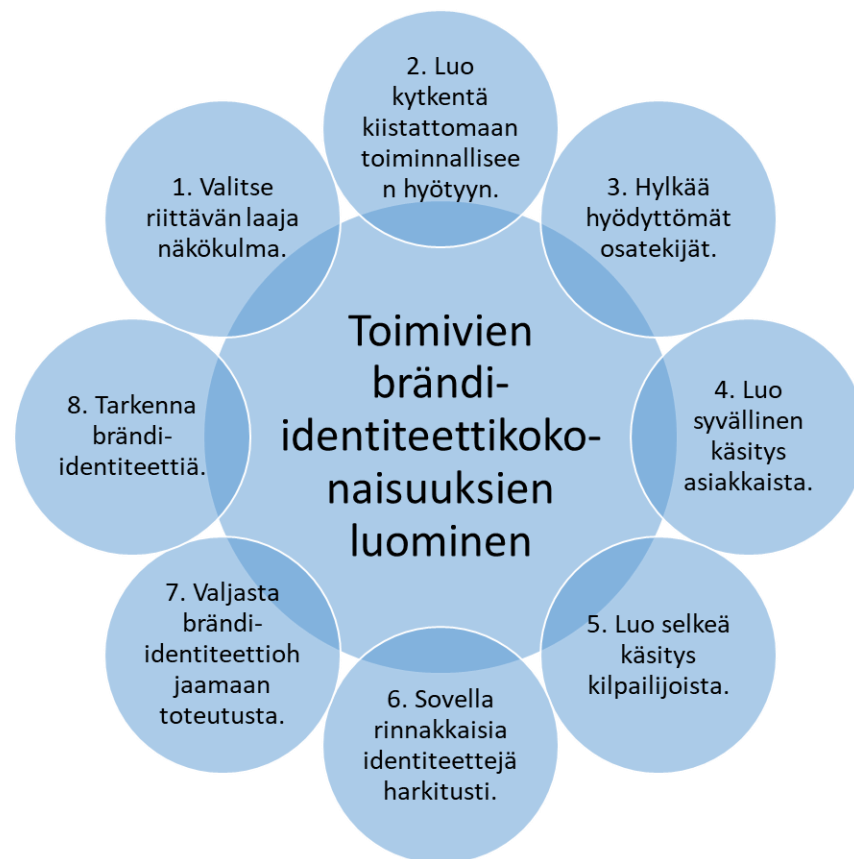 Toimivien
brändi-
identiteettikoko-
naisuuksien
luominen
1. Valitse
riittävän laaja
näkökulma.
2. Luo
kytkentä
kiistattomaan
toiminnallisee
n hyötyyn.
3. Hylkää
hyödyttömät
osatekijät.
4. Luo
syvällinen
käsitys
asiakkaista.
5. Luo selkeä
käsitys
kilpailijoista.
6. Sovella
rinnakkaisia
identiteettejä
harkitusti.
7. Valjasta
brändi-
identiteettioh
jaamaan
toteutusta.
8. Tarkenna
brändi-
identiteettiä.